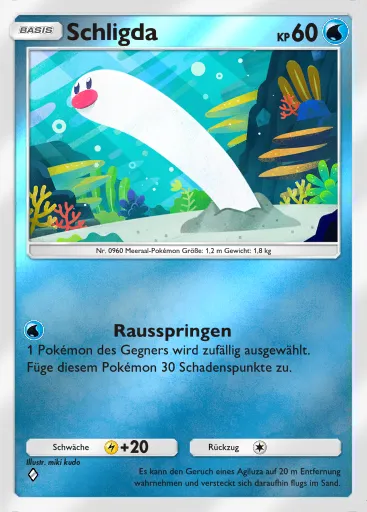 BASIS Schligda KP 60
Nr. 0960 Meeraal-Pokémon Größe: 1,2 m Gewicht: 1,8 kg
Rausspringen
1 Pokémon des Gegners wird zufällig ausgewählt.
Füge diesem Pokémon 30 Schadenspunkte zu.
Schwäche +20 Rückzug
Illustr. miki kudo
Es kann den Geruch eines Agiluza auf 20 m Entfernung
wahrnehmen und versteckt sich daraufhin flugs im Sand.